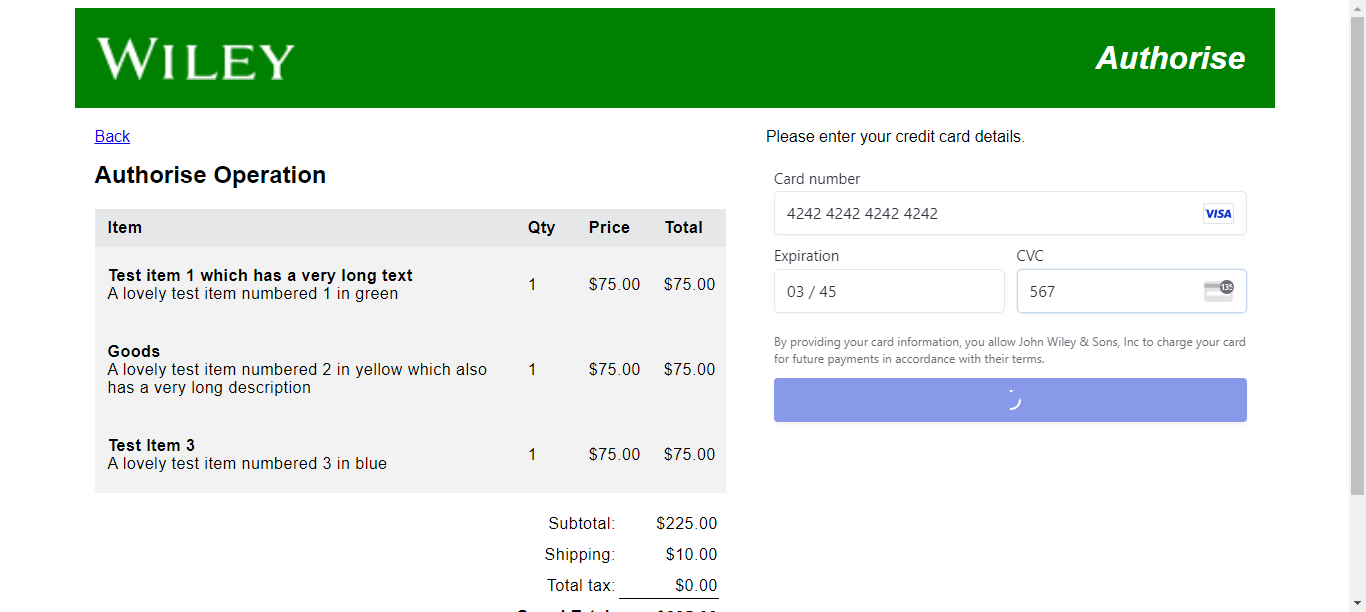 WILEY
Authorise
Back
Authorise Operation
Item Qty Price Total
Test item 1 which has a very long text
A lovely test item numbered 1 in green
1 $75.00 $75.00
Goods
A lovely test item numbered 2 in yellow which also
has a very long description
1 $75.00 $75.00
Test Item 3
A lovely test item numbered 3 in blue
1 $75.00 $75.00
Subtotal: $225.00
Shipping: $10.00
Total tax: $0.00
Please enter your credit card details.
Card number
4242 4242 4242 4242 VISA
Expiration CVC
03 / 45 567 135
By providing your card information, you allow John Wiley & Sons, Inc to charge your card
for future payments in accordance with their terms.